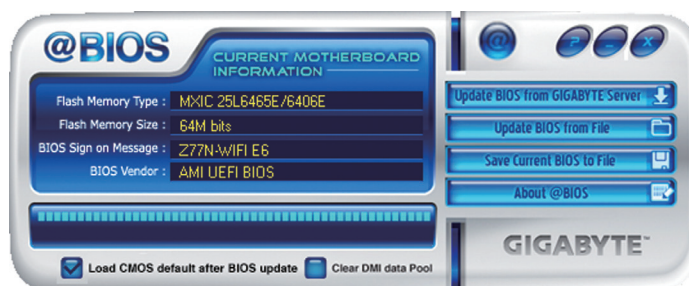 @BIOS
CURRENT MOTHERBOARD
INFORMATION
Flash Memory Type : MXIC 25L6465E/6406E
Flash Memory Size : 64M bits
BIOS Sign on Message : Z77N-WIFI E6
BIOS Vendor : AMI UEFI BIOS
Load CMOS default after BIOS update
Clear DMI data Pool
@
? _ X
Update BIOS from GIGABYTE Server
Update BIOS from File
Save Current BIOS to File
About @BIOS
GIGABYTE™